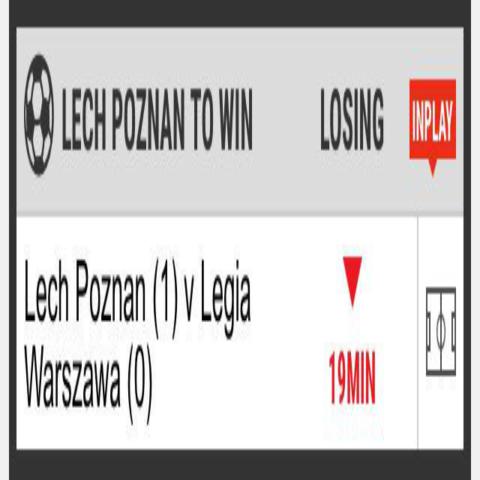 LECH POZNAN TO WIN LOSING INPLAY
Lech Poznan (1) v Legia
Warszawa (0)
19MIN